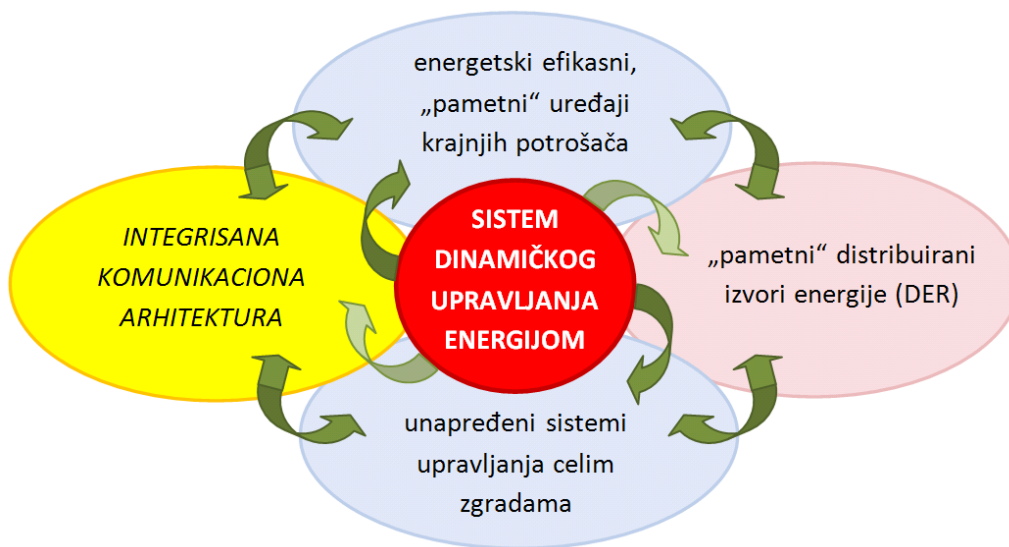 energetski efikasni,
„pametni“ uređaji
krajnjih potrošača
INTEGRISANA
KOMUNIKACIONA
ARHITEKTURA
SISTEM
DINAMIČKOG
UPRAVLJANJA
ENERGIJOM
„pametni“ distribuirani
izvori energije (DER)
unapređeni sistemi
upravljanja celim
zgradama